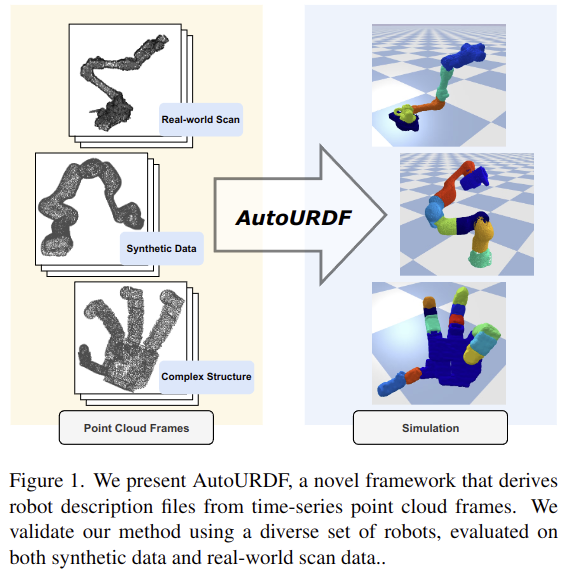 Real-world Scan
Synthetic Data
Complex Structure
AutoURDF
Point Cloud Frames
Simulation
Figure 1. We present AutoURDF, a novel framework that derives
robot description files from time-series point cloud frames. We
validate our method using a diverse set of robots, evaluated on
both synthetic data and real-world scan data..